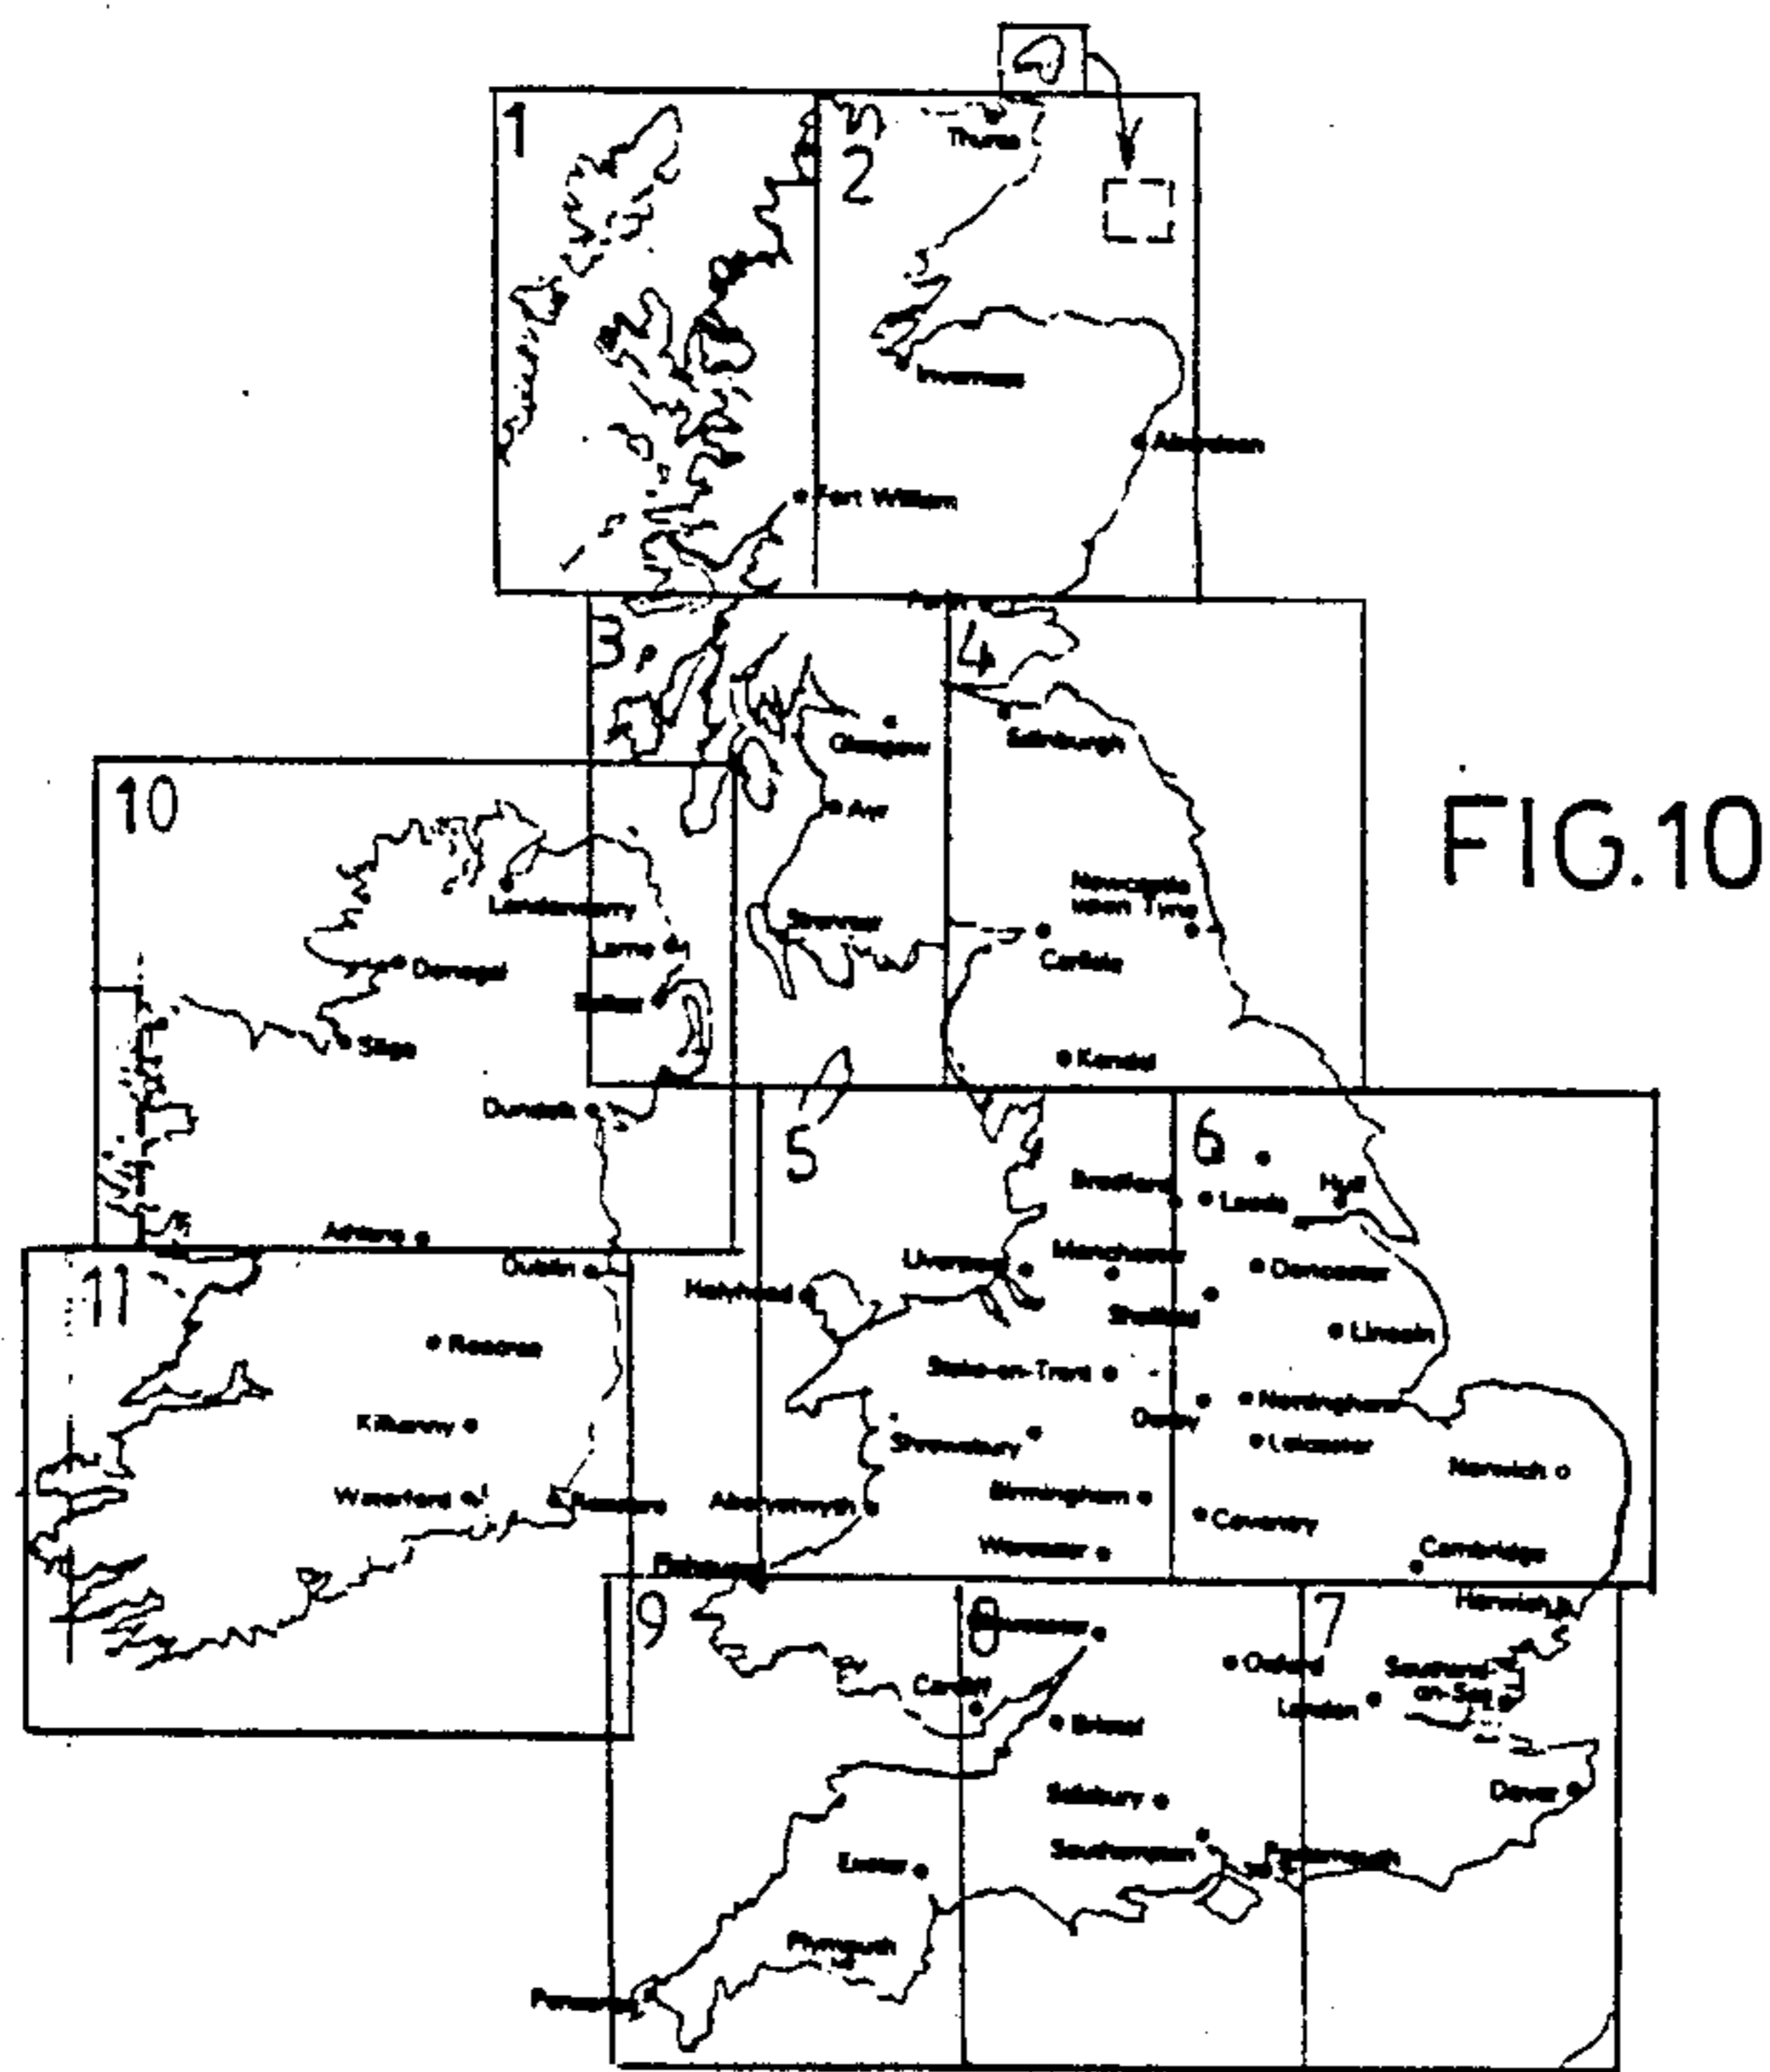 1
2
Thurso
Inverness
Aberdeen
Fort William
3
4
Glasgow
Edinburgh
Ayr
FIG.10
10
Londonderry
Newcastle
upon Tyne
Stranraer
Larne
Carlisle
Donegal
Belfast
Sligo
Kendal
Dundalk
5
6
Bradford
Leeds
Hull
Athlone
11
Dublin
Liverpool
Manchester
Doncaster
Holyhead
Sheffield
Lincoln
Roscrea
Stoke-on-Trent
Derby
Nottingham
Kilkenny
Shrewsbury
Leicester
Norwich
Waterford
Rosslare
Aberystwyth
Birmingham
Coventry
Worcester
Cambridge
Fishguard
9
8
7
Harwich
Oxford
Southend
on-Sea
Cardiff
London
Bristol
Salisbury
Dover
Southampton
Portsmouth
Exeter
Plymouth
Penzance